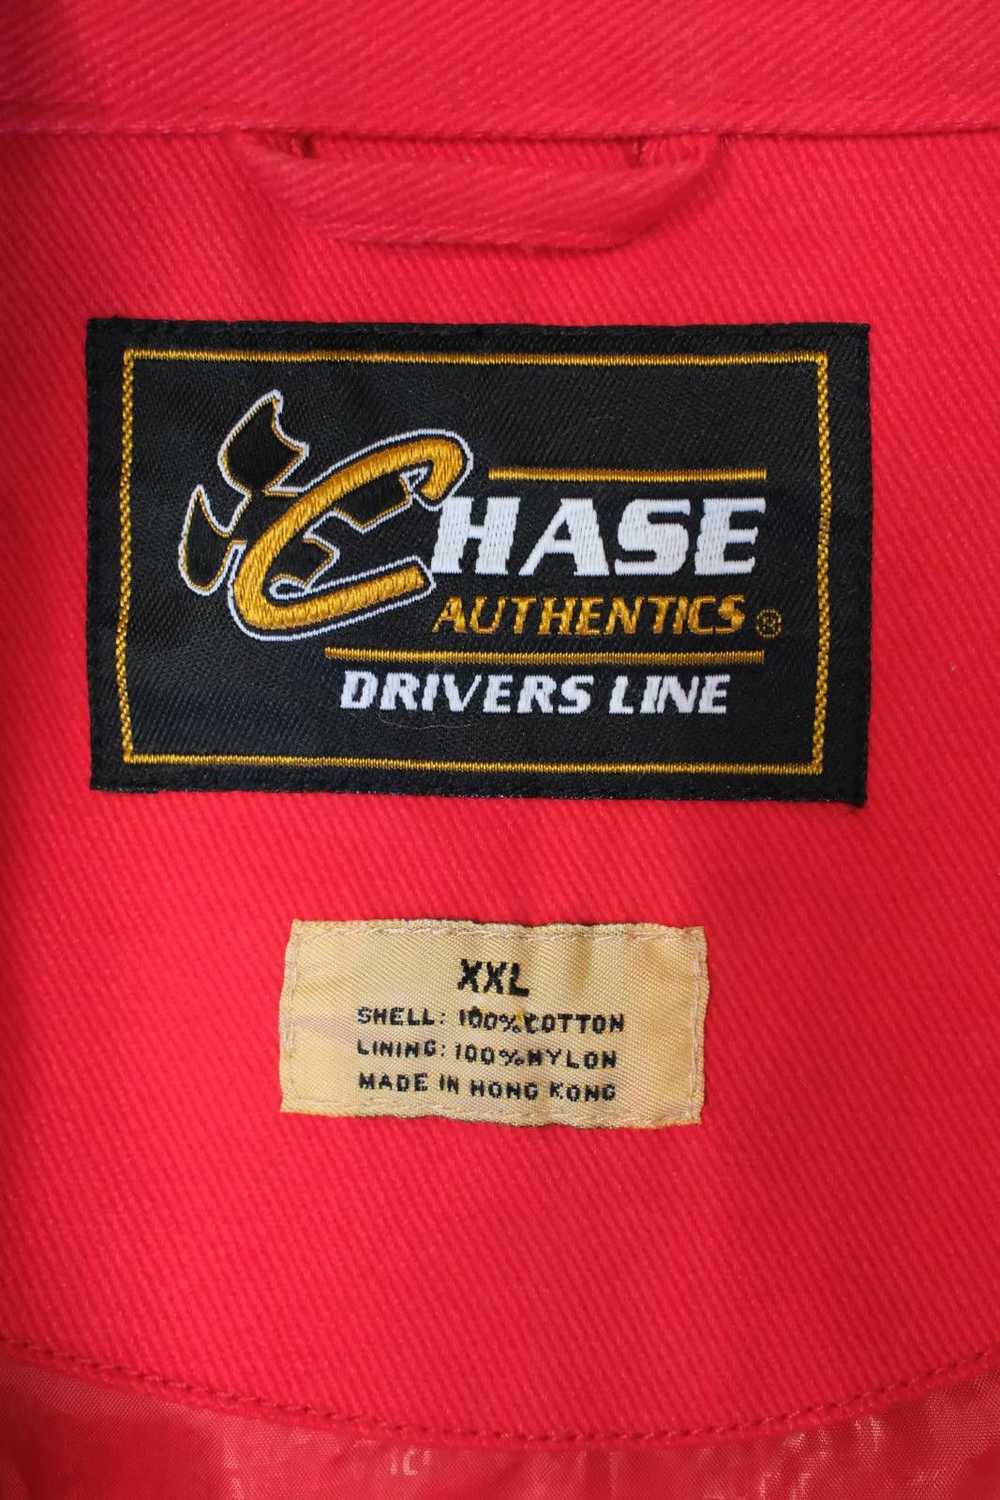 CHASE
AUTHENTICS®
DRIVERS LINE
XXL
SHELL: 100% COTTON
LINING: 100% NYLON
MADE IN HONG KONG